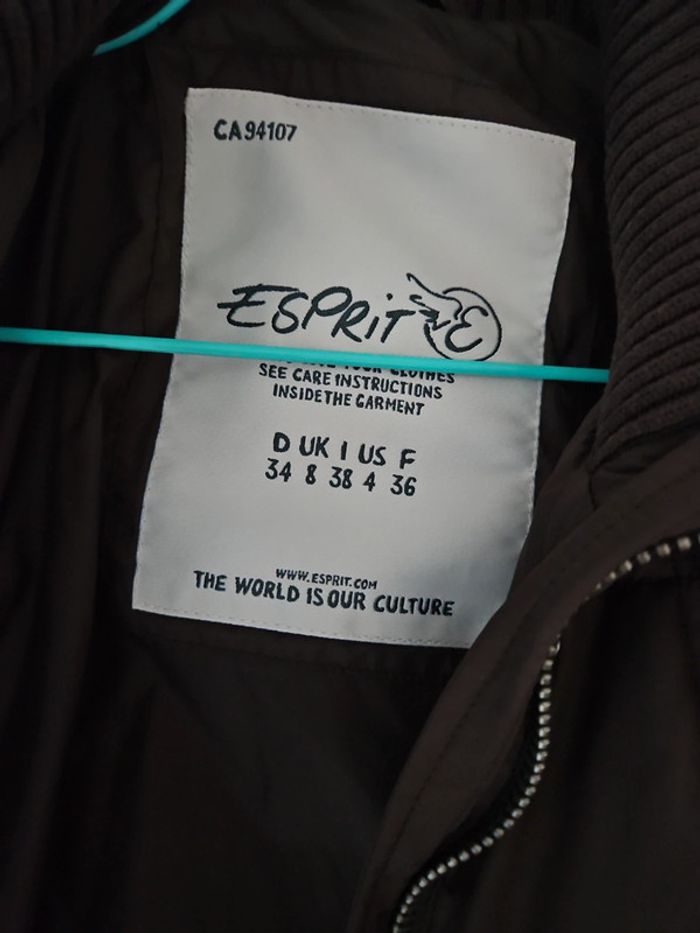 CA94107
ESPRIT E
CLOTHES
SEE CARE INSTRUCTIONS
INSIDE THE GARMENT
D UK I US F
34 8 38 4 36
WWW.ESPRIT.COM
THE WORLD IS OUR CULTURE